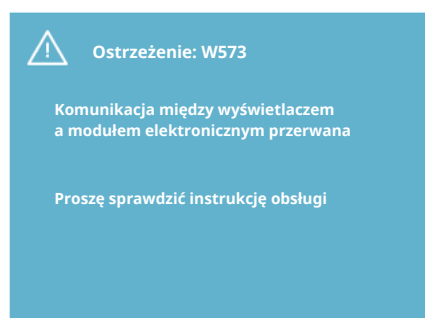 Ostrzeżenie: W573
Komunikacja między wyświetlaczem
a modułem elektronicznym przerwana
Proszę sprawdzić instrukcję obsługi